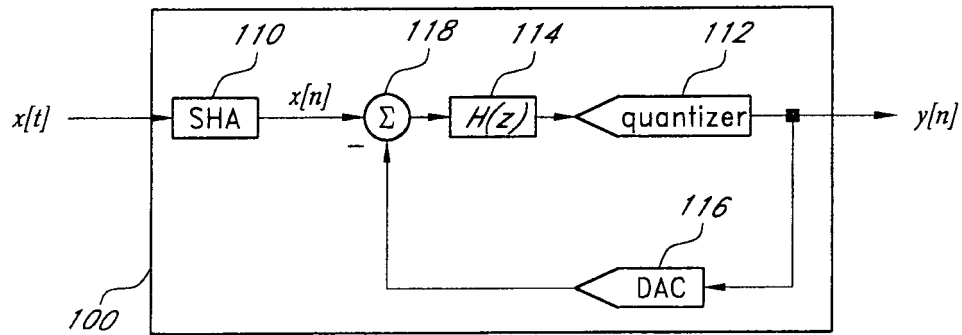 110
118
114
112
x[t]
SHA
x[n]
Σ
H(z)
quantizer
y[n]
−
116
DAC
100